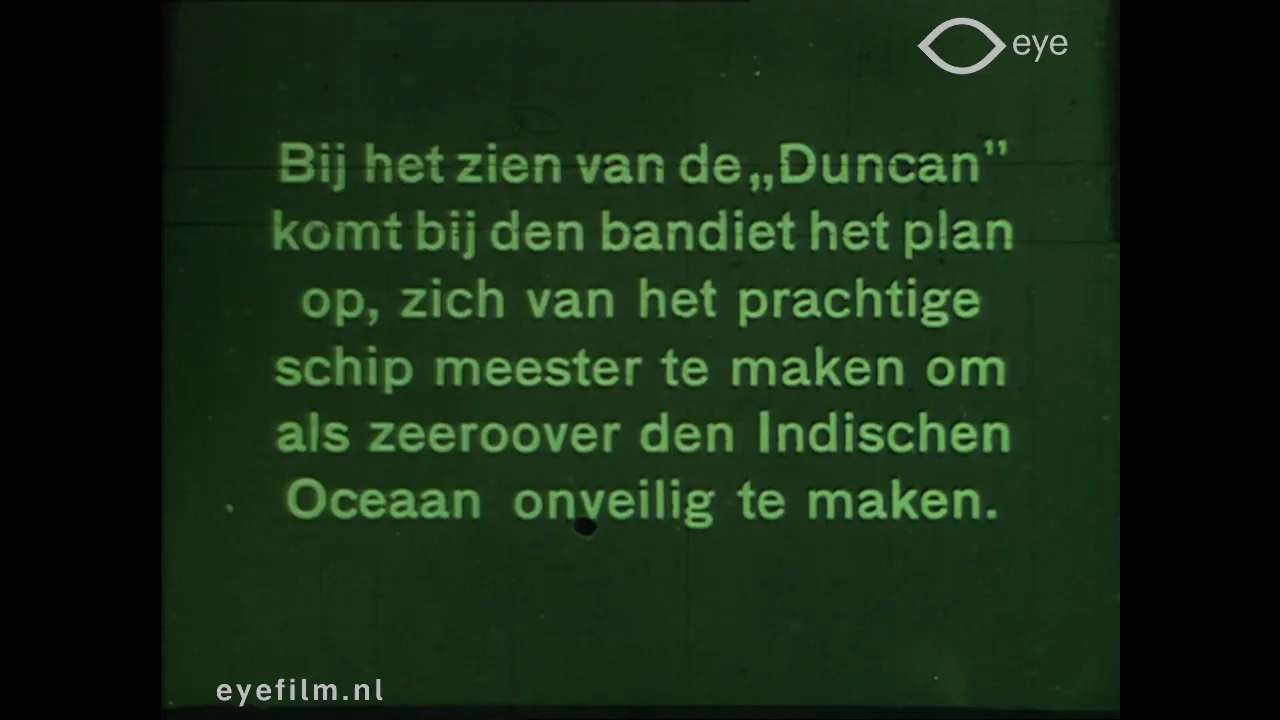 eye
Bij het zien van de „Duncan”
komt bij den bandiet het plan
op, zich van het prachtige
schip meester te maken om
als zeeroover den Indischen
Oceaan onveilig te maken.
eyefilm.nl